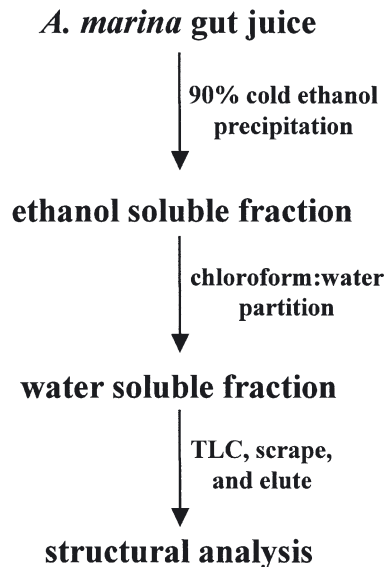 A. marina gut juice
90% cold ethanol
precipitation
ethanol soluble fraction
chloroform:water
partition
water soluble fraction
TLC, scrape,
and elute
structural analysis